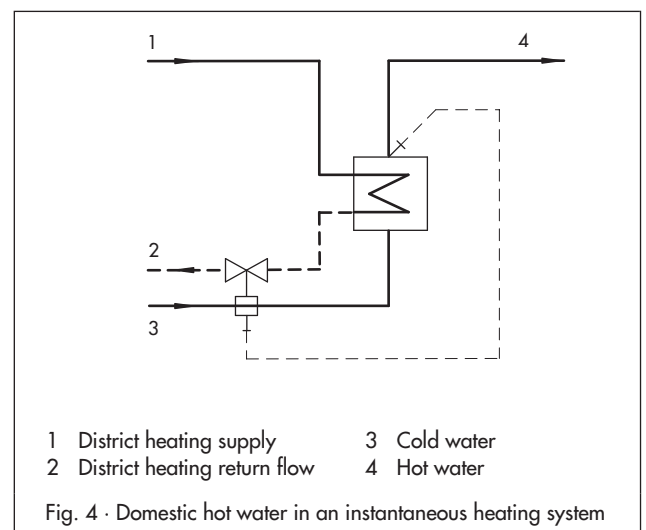 1
4
2
3
1 District heating supply
2 District heating return flow
3 Cold water
4 Hot water
Fig. 4 · Domestic hot water in an instantaneous heating system